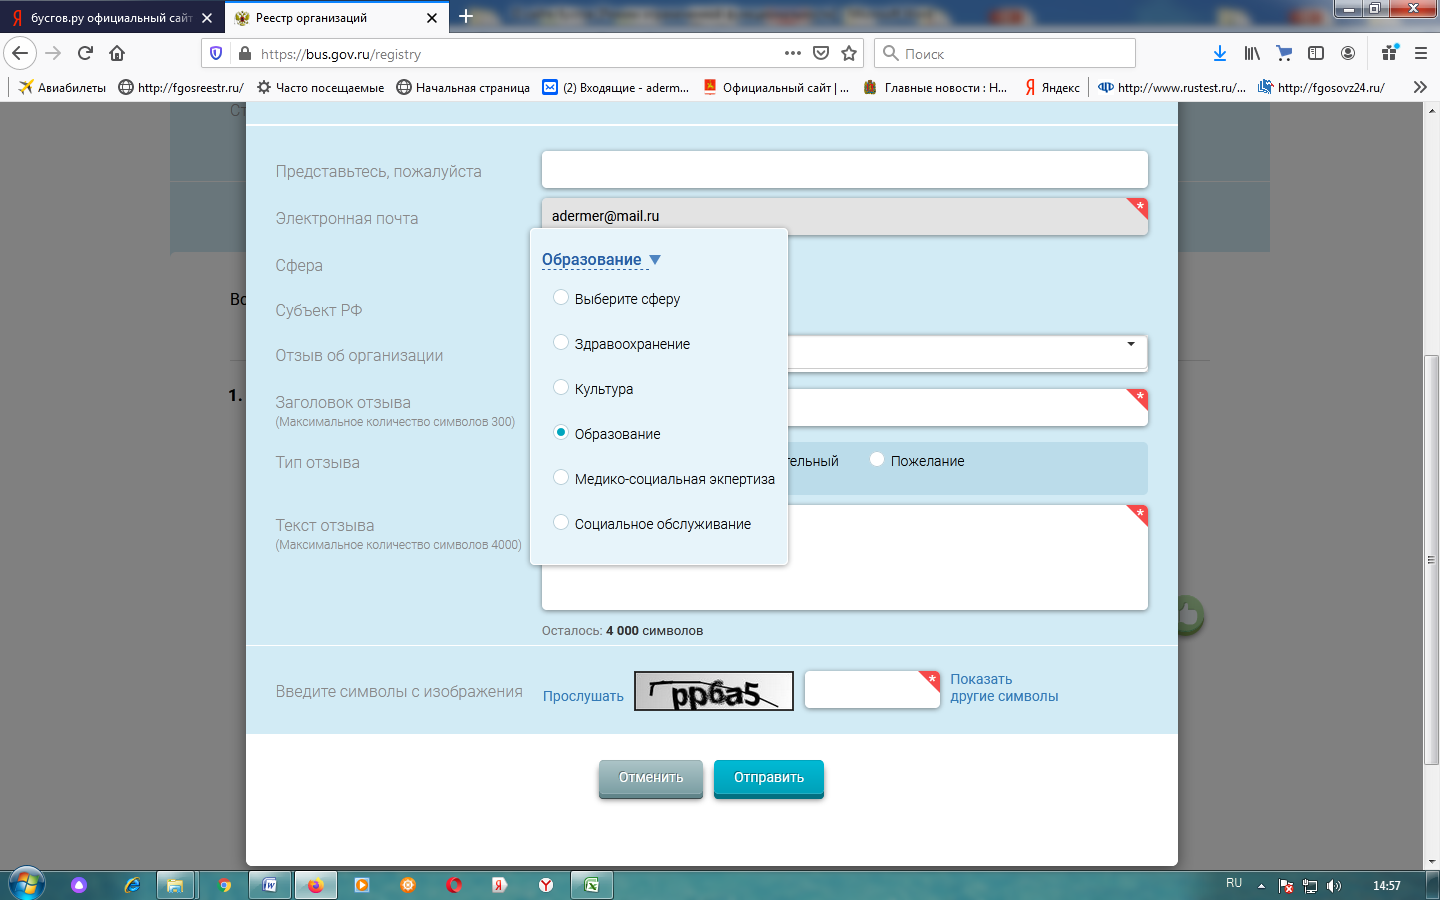 бусгов.ру официальный сайт
Реестр организаций
https://bus.gov.ru/registry
Поиск
Авиабилеты
http://fgosreestr.ru/
Часто посещаемые
Начальная страница
(2) Входящие - aderm...
Официальный сайт | ...
Главные новости : Н...
Яндекс
http://www.rustest.ru/...
http://fgosovz24.ru/
Ст
Представьтесь, пожалуйста
Электронная почта
adermer@mail.ru
*
Сфера
Образование
Выберите сферу
Здравоохранение
Культура
Образование
Медико-социальная экпертиза
Социальное обслуживание
Вс
Субъект РФ
Отзыв об организации
1.
Заголовок отзыва
(Максимальное количество символов 300)
*
Тип отзыва
тельный
Пожелание
Текст отзыва
(Максимальное количество символов 4000)
*
Осталось: 4 000 символов
Введите символы с изображения
Прослушать
pp6a5
*
Показать
другие символы
Отменить
Отправить
RU
14:57